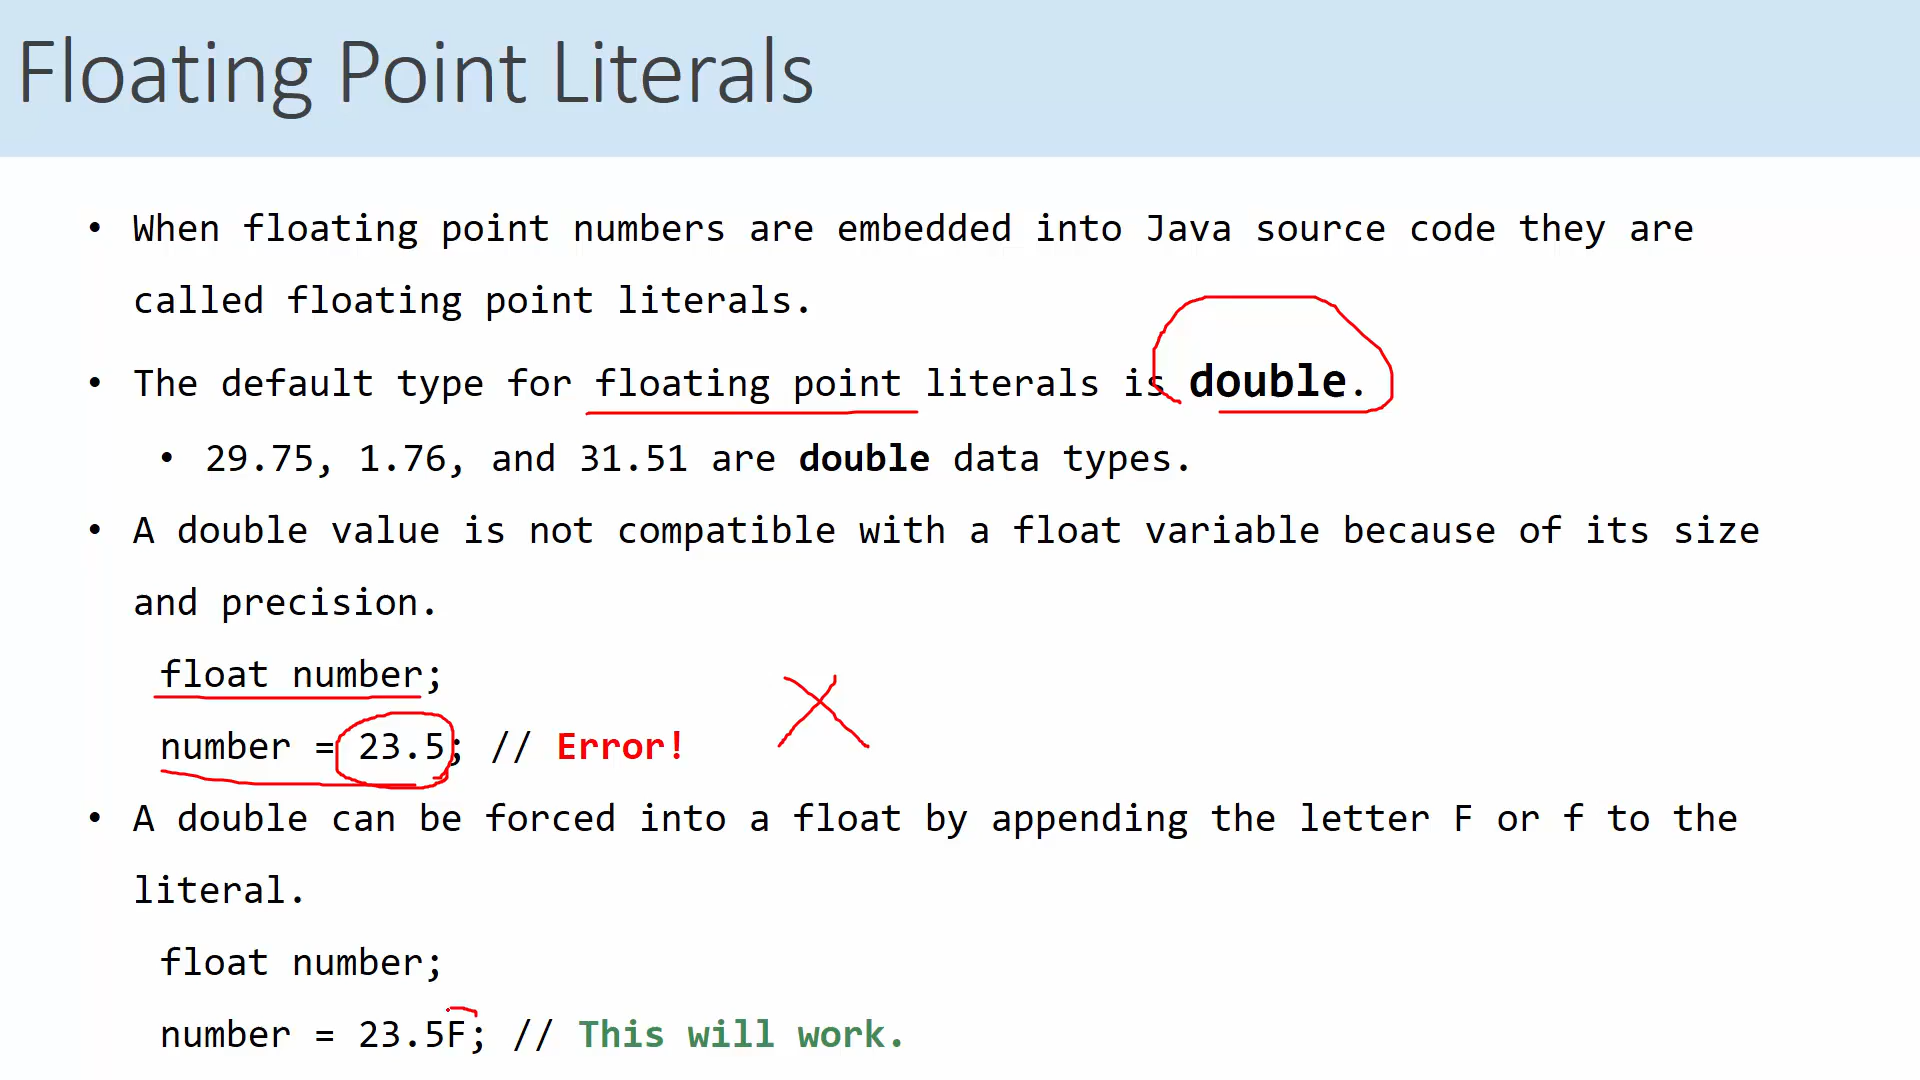 Floating Point Literals
• When floating point numbers are embedded into Java source code they are
called floating point literals.
• The default type for floating point literals is double.
• 29.75, 1.76, and 31.51 are double data types.
• A double value is not compatible with a float variable because of its size
and precision.
float number;
number = 23.5; // Error!
• A double can be forced into a float by appending the letter F or f to the
literal.
float number;
number = 23.5F; // This will work.